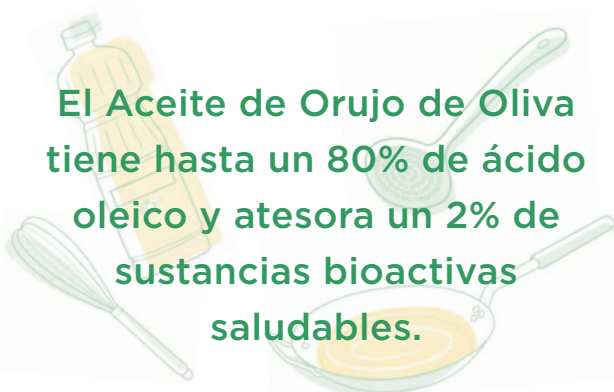 El Aceite de Orujo de Oliva
tiene hasta un 80% de ácido
oleico y atesora un 2% de
sustancias bioactivas
saludables.